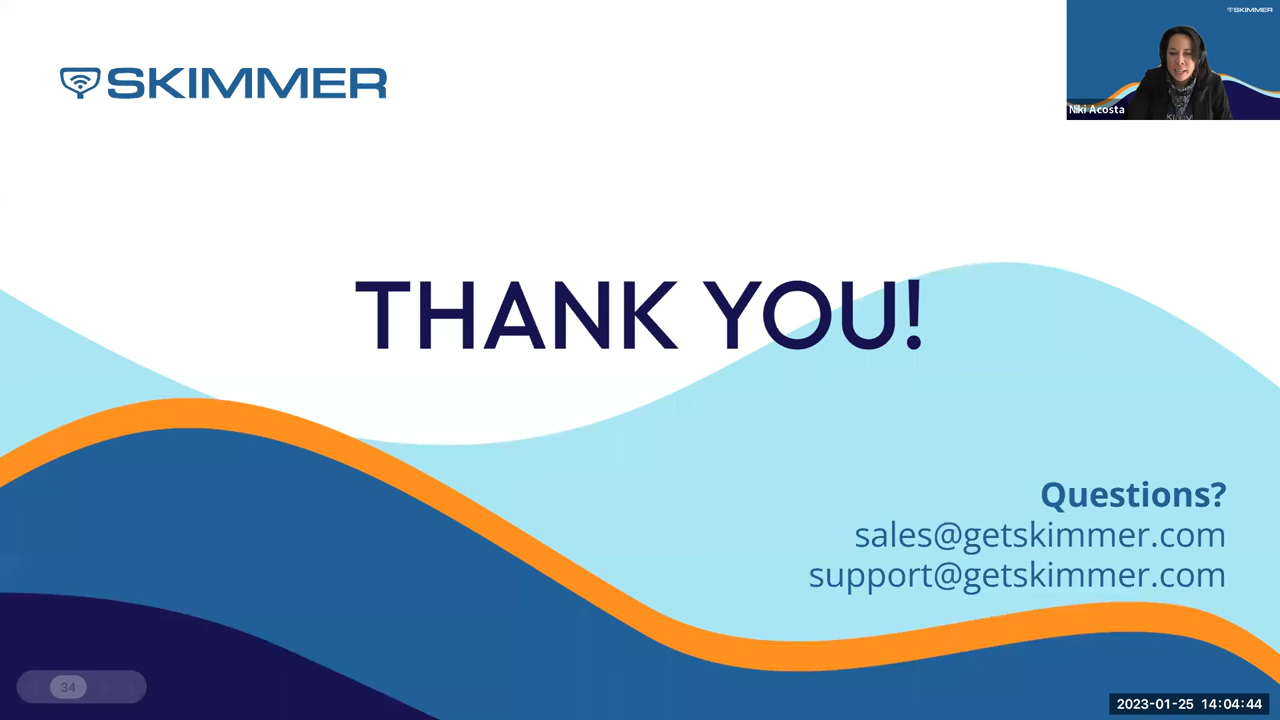 SKIMMER
SKIMMER
Niki Acosta
THANK YOU!
Questions?
sales@getskimmer.com
support@getskimmer.com
34
2023-01-25 14:04:44